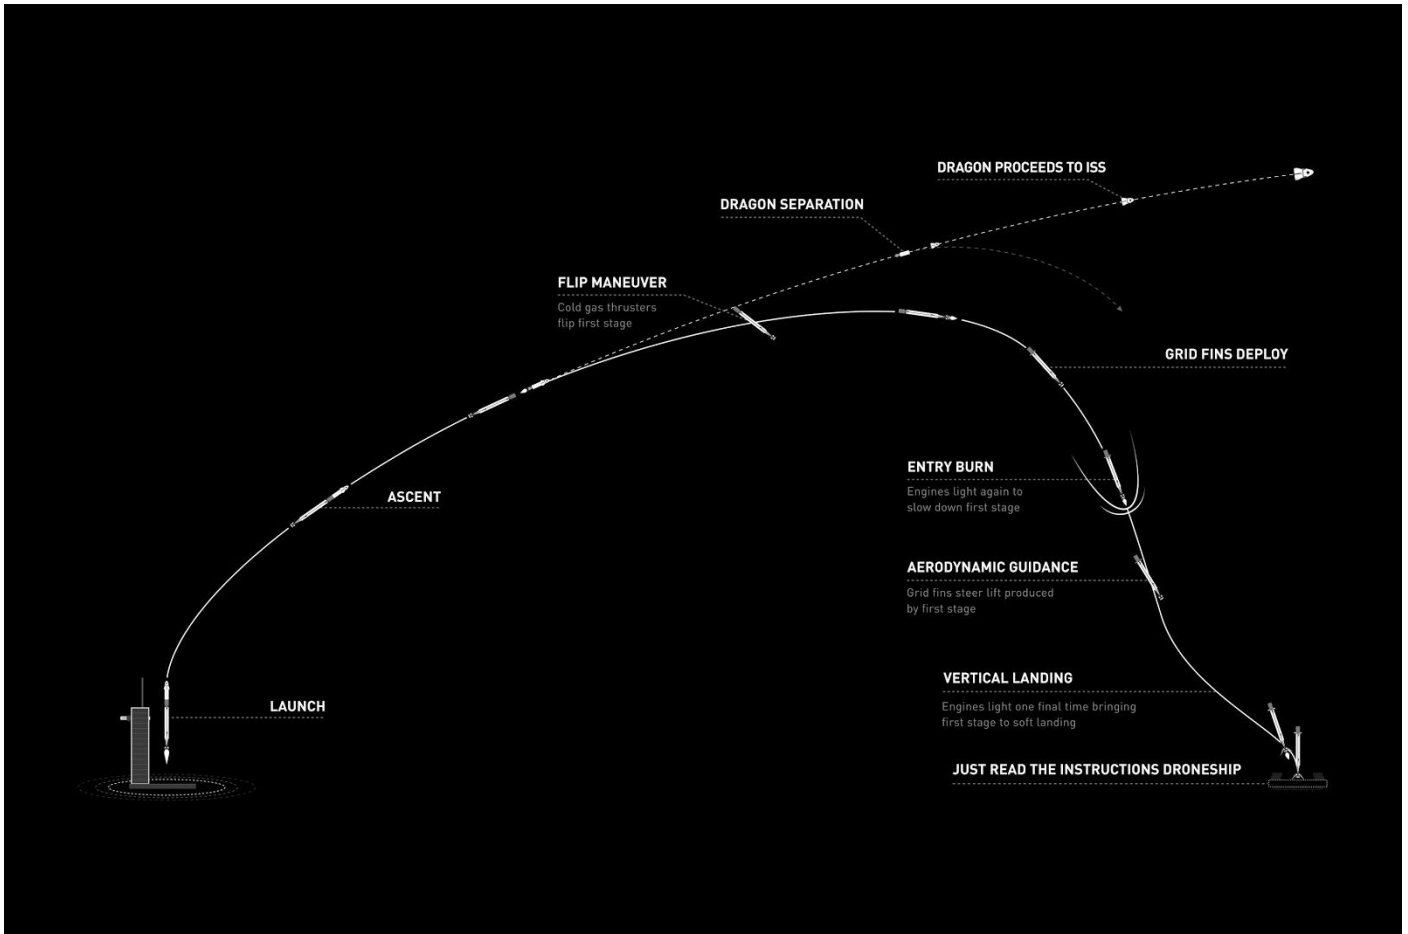 DRAGON PROCEEDS TO ISS
DRAGON SEPARATION
FLIP MANEUVER
Cold gas thrusters
flip first stage
GRID FINS DEPLOY
ENTRY BURN
Engines light again to
slow down first stage
ASCENT
AERODYNAMIC GUIDANCE
Grid fins steer lift produced
by first stage
VERTICAL LANDING
Engines light one final time bringing
first stage to soft landing
LAUNCH
JUST READ THE INSTRUCTIONS DRONESHIP